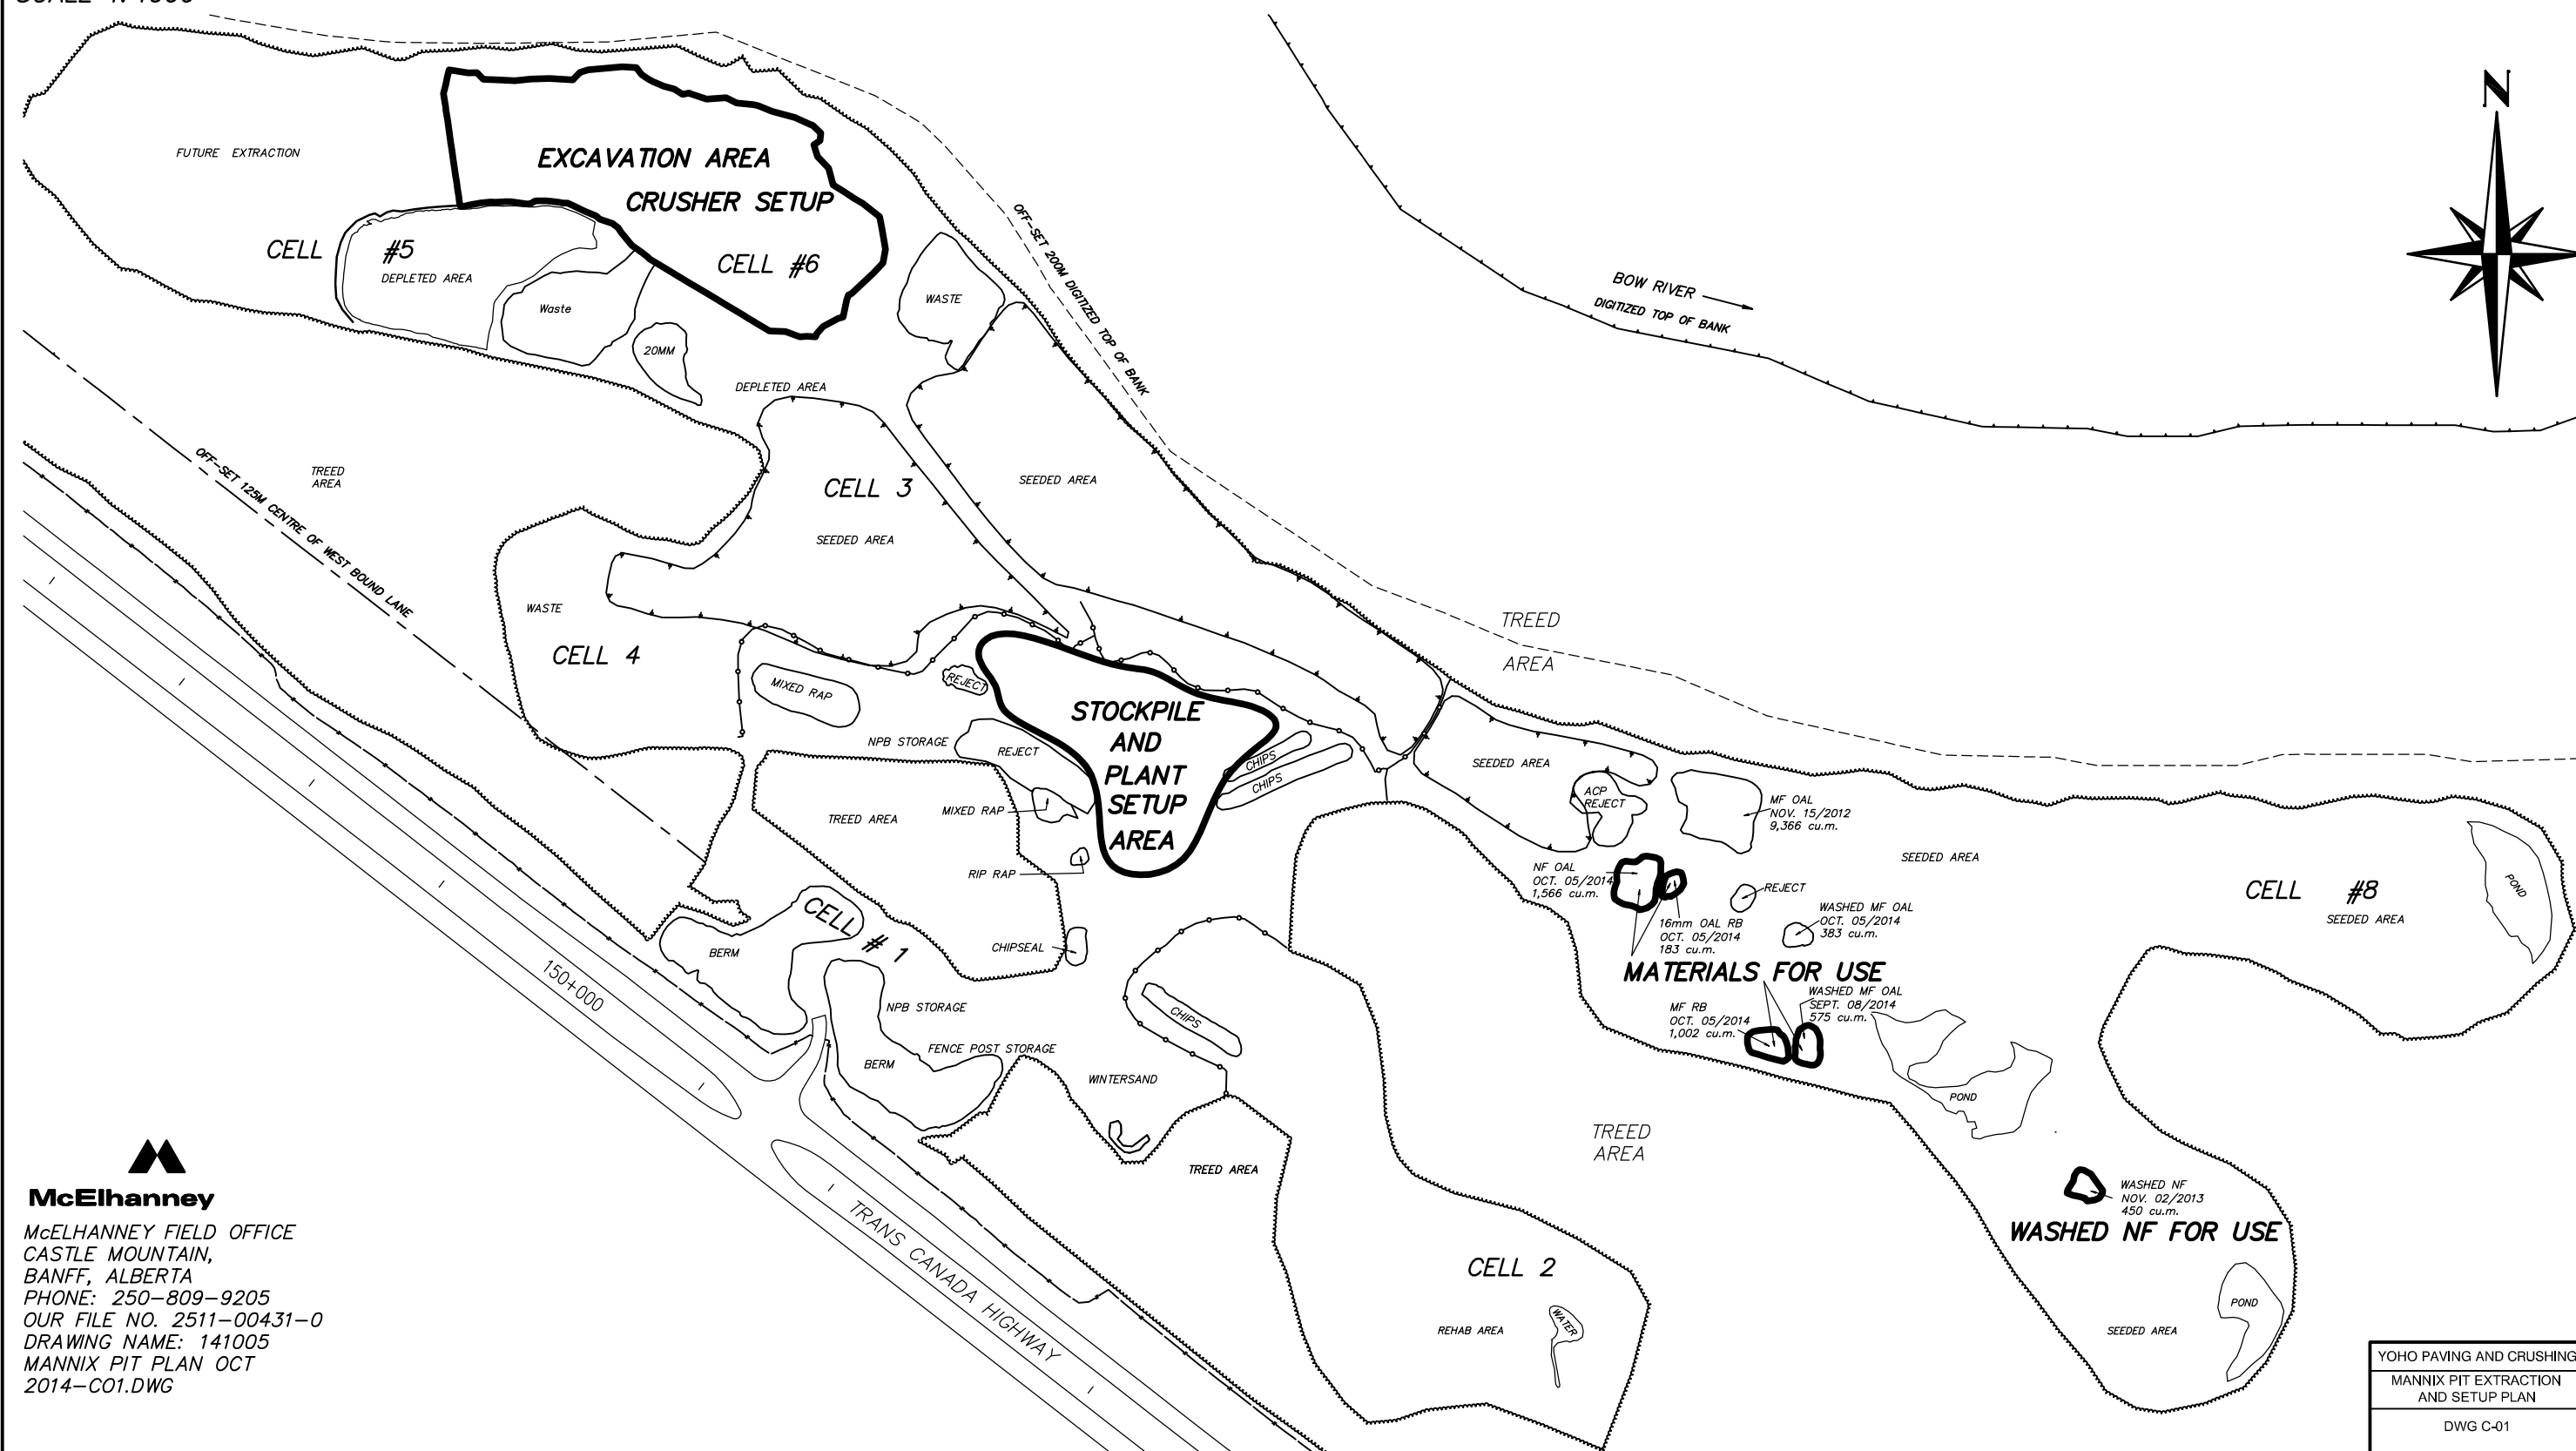 N
FUTURE EXTRACTION
EXCAVATION AREA
CRUSHER SETUP
CELL #6
CELL #5
DEPLETED AREA
Waste
20MM
WASTE
DEPLETED AREA
OFF-SET 200M DIGITIZED TOP OF BANK
BOW RIVER
DIGITIZED TOP OF BANK
TREED
AREA
OFF-SET 125M CENTRE OF WEST BOUND LANE
CELL 3
SEEDED AREA
SEEDED AREA
WASTE
CELL 4
TREED
AREA
MIXED RAP
REJECT
NPB STORAGE
REJECT
STOCKPILE
AND
PLANT
SETUP
AREA
CHIPS
CHIPS
MIXED RAP
TREED AREA
RIP RAP
CHIPSEAL
SEEDED AREA
ACP
REJECT
MF OAL
NOV. 15/2012
9,366 cu.m.
NF OAL
OCT. 05/2014
1,566 cu.m.
16mm OAL RB
OCT. 05/2014
183 cu.m.
REJECT
WASHED MF OAL
OCT. 05/2014
383 cu.m.
SEEDED AREA
CELL #8
SEEDED AREA
POND
MATERIALS FOR USE
MF RB
OCT. 05/2014
1,002 cu.m.
WASHED MF OAL
SEPT. 08/2014
575 cu.m.
POND
CELL # 1
BERM
150+000
NPB STORAGE
FENCE POST STORAGE
BERM
CHIPS
WINTERSAND
TREED AREA
TREED
AREA
WASHED NF
NOV. 02/2013
450 cu.m.
WASHED NF FOR USE
POND
SEEDED AREA
CELL 2
REHAB AREA
WATER
TRANS CANADA HIGHWAY
McElhanney
McELHANNEY FIELD OFFICE
CASTLE MOUNTAIN,
BANFF, ALBERTA
PHONE: 250-809-9205
OUR FILE NO. 2511-00431-0
DRAWING NAME: 141005
MANNIX PIT PLAN OCT
2014-C01.DWG
YOHO PAVING AND CRUSHING
MANNIX PIT EXTRACTION
AND SETUP PLAN
DWG C-01